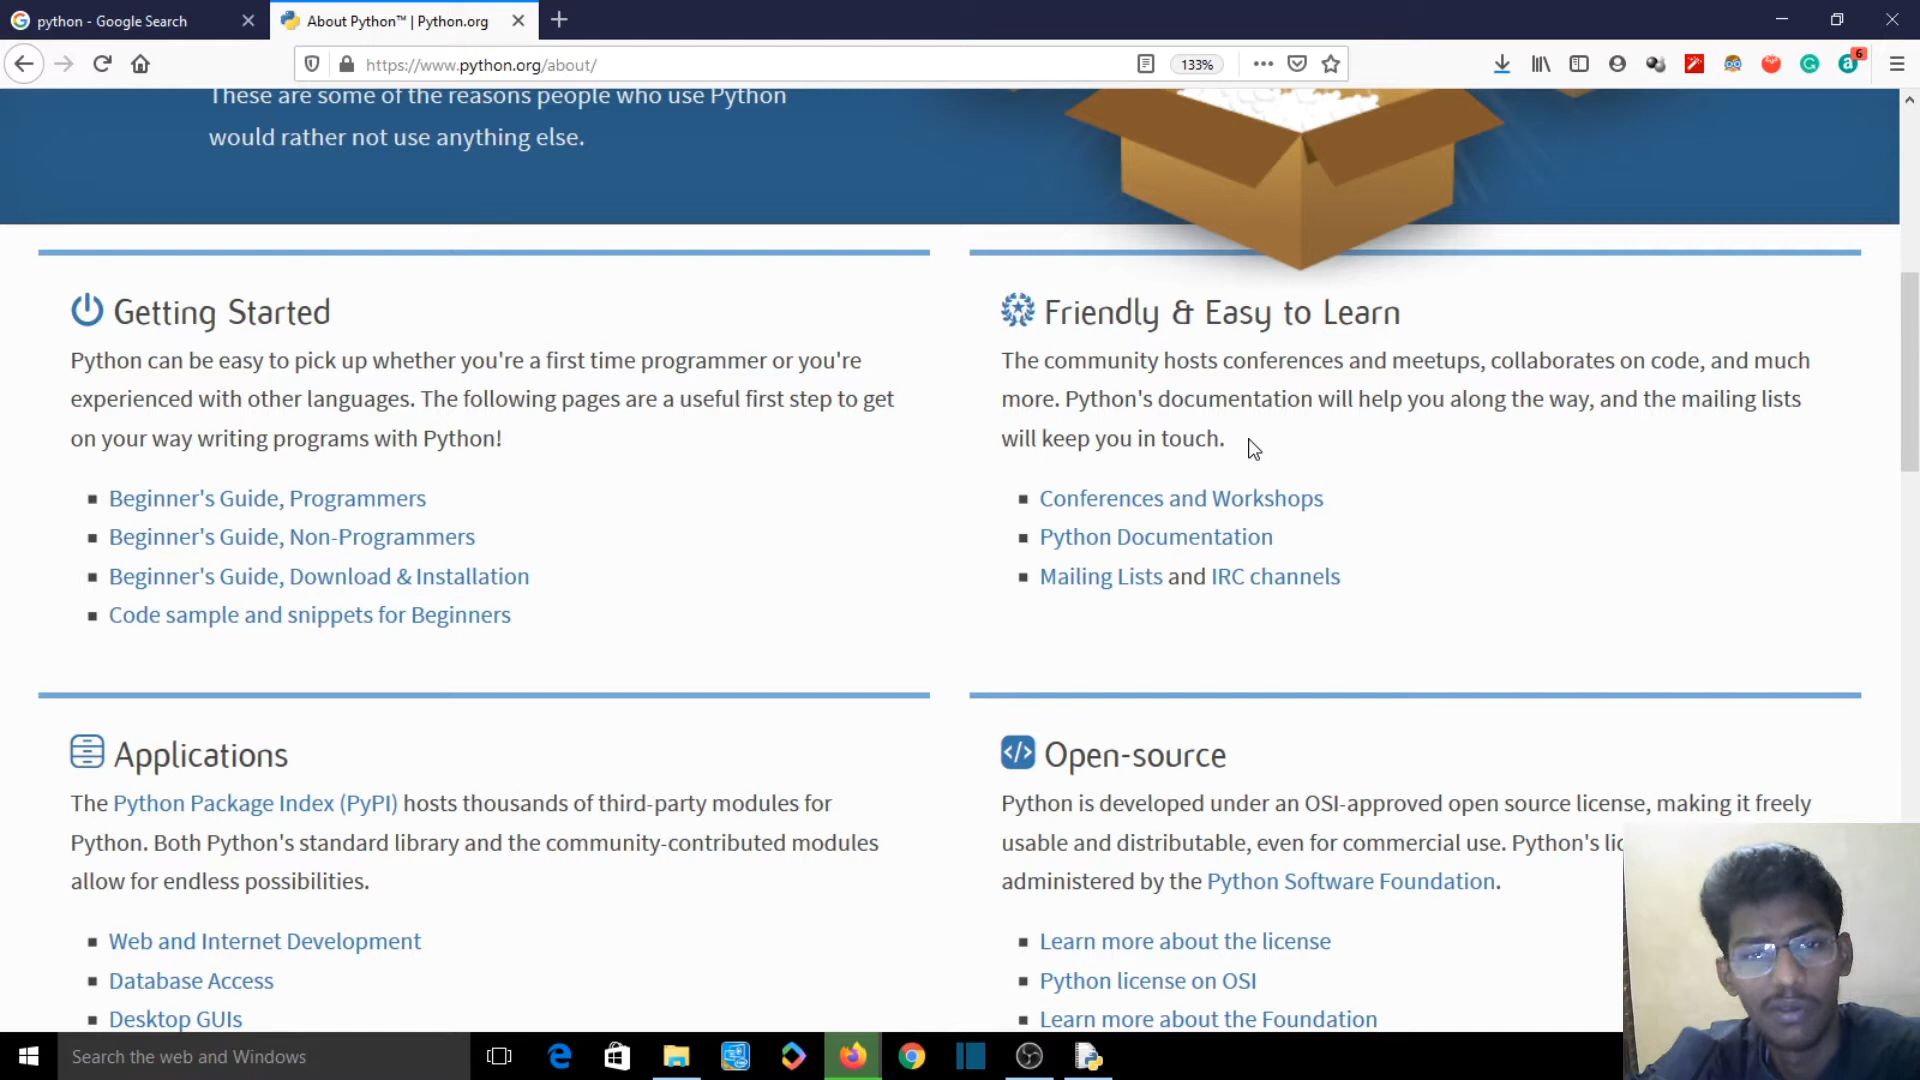 python - Google Search
About Python™ | Python.org
https://www.python.org/about/
133%
6
These are some of the reasons people who use Python
would rather not use anything else.
Getting Started
Python can be easy to pick up whether you're a first time programmer or you're
experienced with other languages. The following pages are a useful first step to get
on your way writing programs with Python!
Beginner's Guide, Programmers
Beginner's Guide, Non-Programmers
Beginner's Guide, Download & Installation
Code sample and snippets for Beginners
Friendly & Easy to Learn
The community hosts conferences and meetups, collaborates on code, and much
more. Python's documentation will help you along the way, and the mailing lists
will keep you in touch.
Conferences and Workshops
Python Documentation
Mailing Lists and IRC channels
Applications
The Python Package Index (PyPI) hosts thousands of third-party modules for
Python. Both Python's standard library and the community-contributed modules
allow for endless possibilities.
Web and Internet Development
Database Access
Desktop GUIs
Open-source
Python is developed under an OSI-approved open source license, making it freely
usable and distributable, even for commercial use. Python's
administered by the Python Software Foundation.
Learn more about the license
Python license on OSI
Learn more about the Foundation
Search the web and Windows